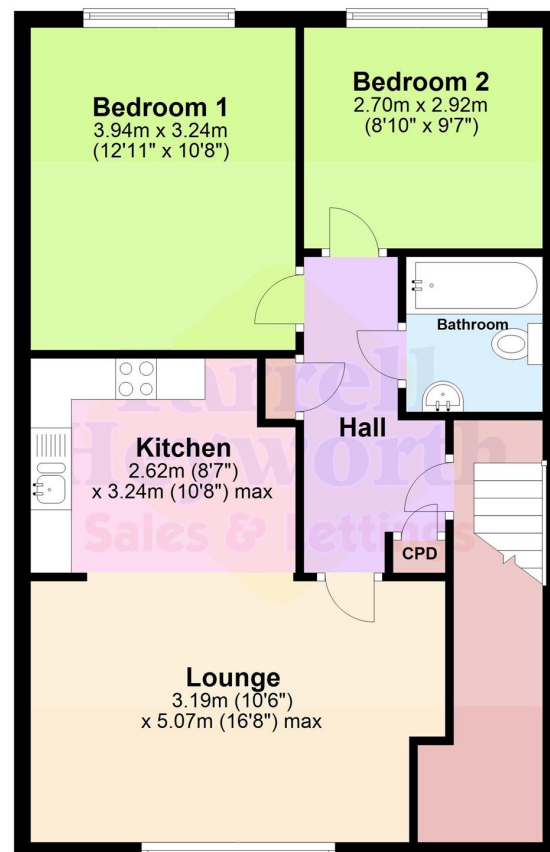 Bedroom 1
3.94m x 3.24m
(12'11" x 10'8")
Bedroom 2
2.70m x 2.92m
(8'10" x 9'7")
Bathroom
Hall
Kitchen
2.62m (8'7")
x 3.24m (10'8") max
CPD
Lounge
3.19m (10'6")
x 5.07m (16'8") max
Farrell
Heyworth
Sales & Lettings